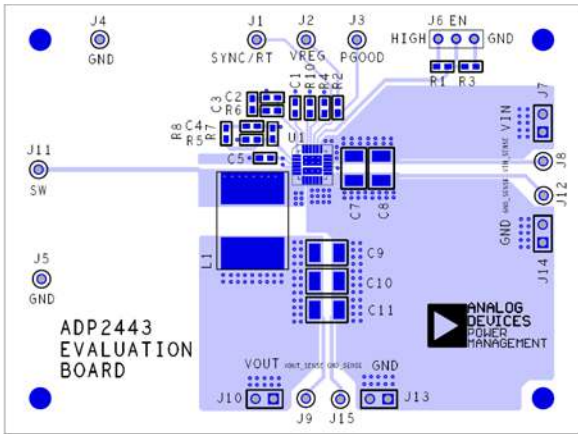 J4
GND
J1
SYNC/RT
J2
VREG
J3
PGOOD
J6 EN
HIGH
GND
R1
R3
C1
R10
R4
R2
C3
C2
R6
R8
R7
C4
R5
U1
C5
J7
VIN
VIN_SENSE
J8
GND_SENSE
J12
GND
J14
J11
SW
J5
GND
L1
C7
C8
C9
C10
C11
ADP2443
EVALUATION
BOARD
ANALOG
DEVICES
POWER
MANAGEMENT
VOUT
VOUT_SENSE
GND_SENSE
GND
J10
J9
J15
J13